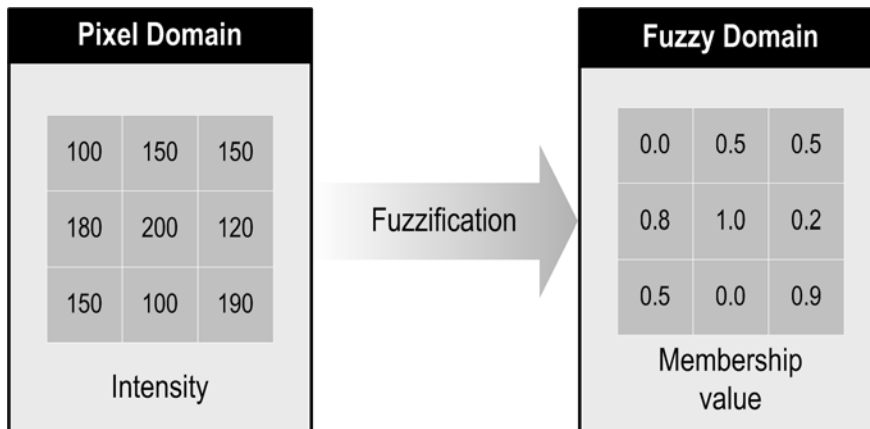 Pixel Domain
100 150 150
180 200 120
150 100 190
Intensity
Fuzzification
Fuzzy Domain
0.0 0.5 0.5
0.8 1.0 0.2
0.5 0.0 0.9
Membership
value